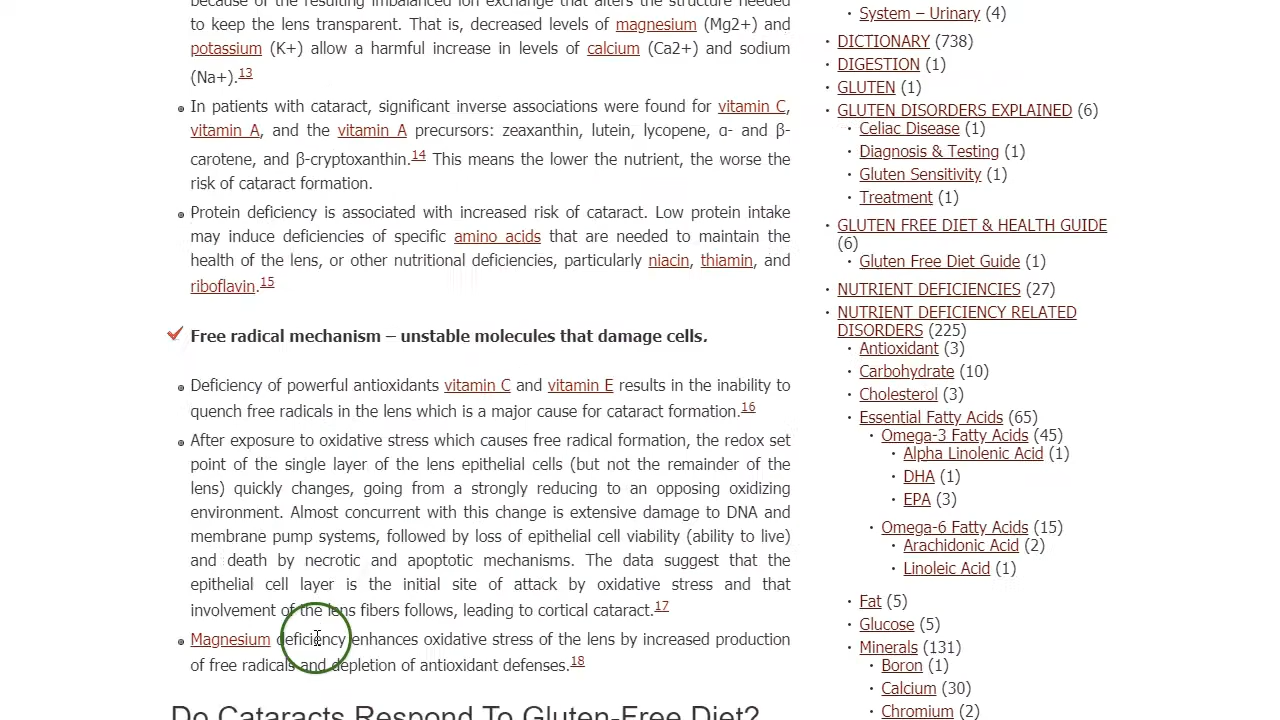 because of the resulting imbalanced ion exchange that alters the structure needed
to keep the lens transparent. That is, decreased levels of magnesium (Mg2+) and
potassium (K+) allow a harmful increase in levels of calcium (Ca2+) and sodium
(Na+).13
In patients with cataract, significant inverse associations were found for vitamin C,
vitamin A, and the vitamin A precursors: zeaxanthin, lutein, lycopene, α- and β-
carotene, and β-cryptoxanthin.14 This means the lower the nutrient, the worse the
risk of cataract formation.
Protein deficiency is associated with increased risk of cataract. Low protein intake
may induce deficiencies of specific amino acids that are needed to maintain the
health of the lens, or other nutritional deficiencies, particularly niacin, thiamin, and
riboflavin.15
Free radical mechanism – unstable molecules that damage cells.
Deficiency of powerful antioxidants vitamin C and vitamin E results in the inability to
quench free radicals in the lens which is a major cause for cataract formation.16
After exposure to oxidative stress which causes free radical formation, the redox set
point of the single layer of the lens epithelial cells (but not the remainder of the
lens) quickly changes, going from a strongly reducing to an opposing oxidizing
environment. Almost concurrent with this change is extensive damage to DNA and
membrane pump systems, followed by loss of epithelial cell viability (ability to live)
and death by necrotic and apoptotic mechanisms. The data suggest that the
epithelial cell layer is the initial site of attack by oxidative stress and that
involvement of the lens fibers follows, leading to cortical cataract.17
Magnesium deficiency enhances oxidative stress of the lens by increased production
of free radicals and depletion of antioxidant defenses.18
Do Cataracts Respond To Gluten-Free Diet?
System – Urinary (4)
DICTIONARY (738)
DIGESTION (1)
GLUTEN (1)
GLUTEN DISORDERS EXPLAINED (6)
Celiac Disease (1)
Diagnosis & Testing (1)
Gluten Sensitivity (1)
Treatment (1)
GLUTEN FREE DIET & HEALTH GUIDE
(6)
Gluten Free Diet Guide (1)
NUTRIENT DEFICIENCIES (27)
NUTRIENT DEFICIENCY RELATED
DISORDERS (225)
Antioxidant (3)
Carbohydrate (10)
Cholesterol (3)
Essential Fatty Acids (65)
Omega-3 Fatty Acids (45)
Alpha Linolenic Acid (1)
DHA (1)
EPA (3)
Omega-6 Fatty Acids (15)
Arachidonic Acid (2)
Linoleic Acid (1)
Fat (5)
Glucose (5)
Minerals (131)
Boron (1)
Calcium (30)
Chromium (2)